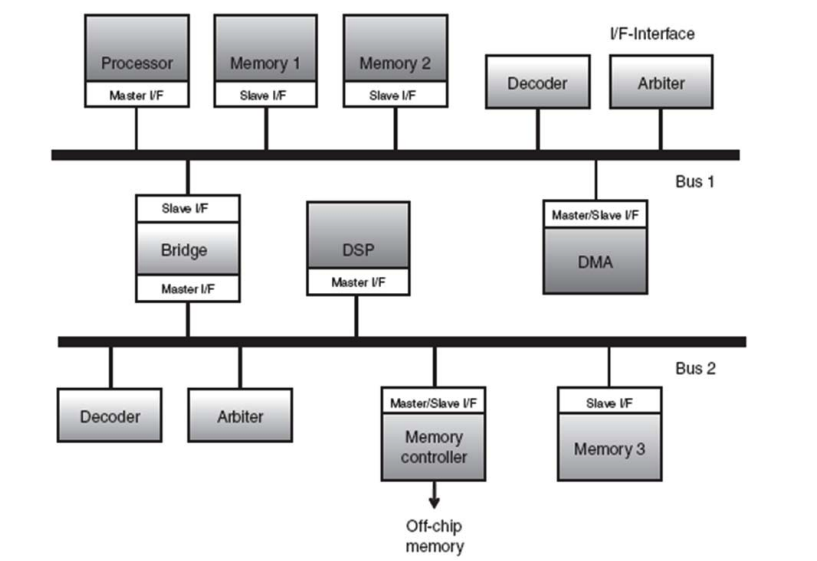 I/F-Interface
Processor
Master I/F
Memory 1
Slave I/F
Memory 2
Slave I/F
Decoder
Arbiter
Bus 1
Slave I/F
Bridge
Master I/F
DSP
Master I/F
Master/Slave I/F
DMA
Bus 2
Decoder
Arbiter
Master/Slave I/F
Memory
controller
Slave I/F
Memory 3
Off-chip
memory